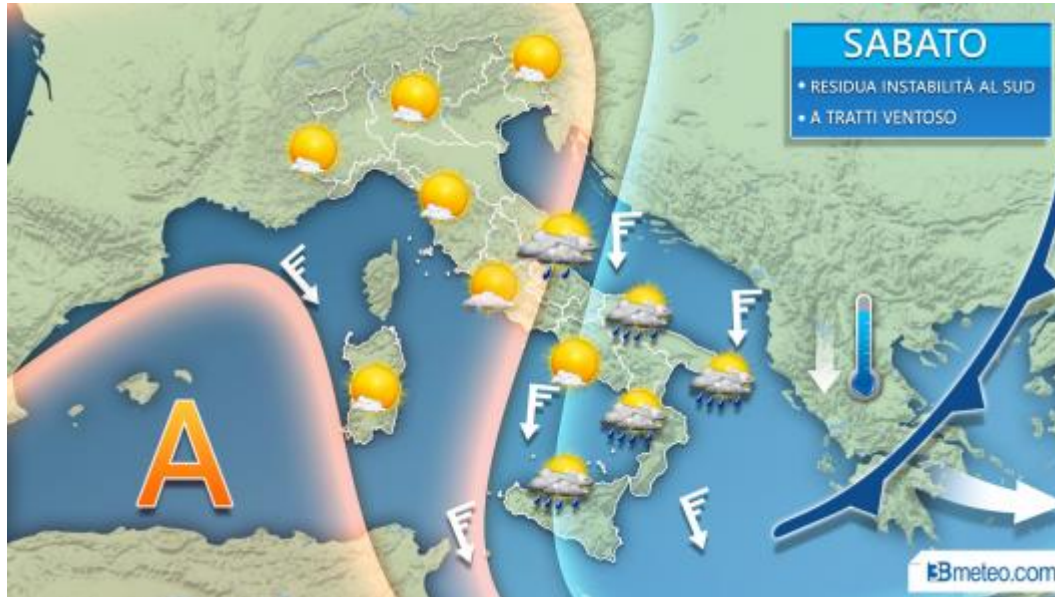 SABATO
• RESIDUA INSTABILITÀ AL SUD
• A TRATTI VENTOSO
A
3Bmeteo.com